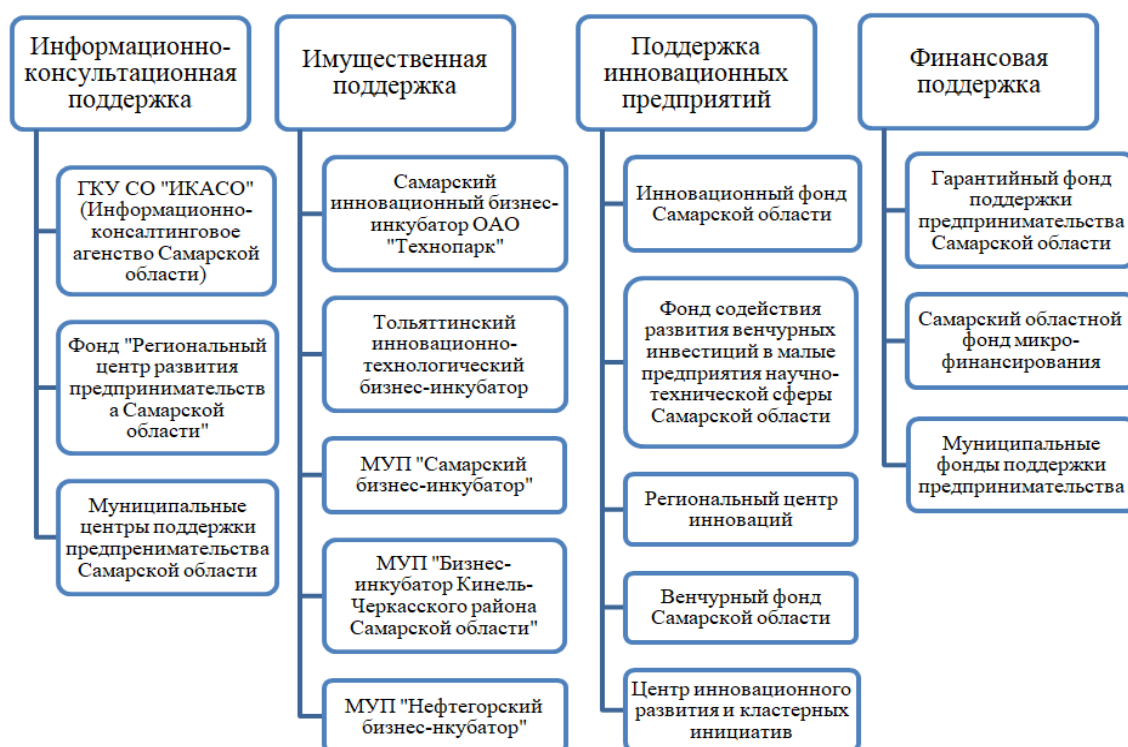 Информационно-
консультационная
поддержка
ГКУ СО "ИКАСО"
(Информационно-
консалтинговое
агенство Самарской
области)
Фонд "Региональный
центр развития
предпринимательств
а Самарской
области"
Муниципальные
центры поддержки
предпренимательства
Самарской области
Имущественная
поддержка
Самарский
инновационный бизнес-
инкубатор ОАО
"Технопарк"
Тольяттинский
инновационно-
технологический
бизнес-инкубатор
МУП "Самарский
бизнес-инкубатор"
МУП "Бизнес-
инкубатор Кинель-
Черкасского района
Самарской области"
МУП "Нефтегорский
бизнес-нкубатор"
Поддержка
инновационных
предприятий
Инновационный фонд
Самарской области
Фонд содействия
развития венчурных
инвестиций в малые
предприятия научно-
технической сферы
Самарской области
Региональный центр
инноваций
Венчурный фонд
Самарской области
Центр инновационного
развития и кластерных
инициатив
Финансовая
поддержка
Гарантийный фонд
поддержки
предпринимательства
Самарской области
Самарский областной
фонд микро-
финансирования
Муниципальные
фонды поддержки
предпринимательства